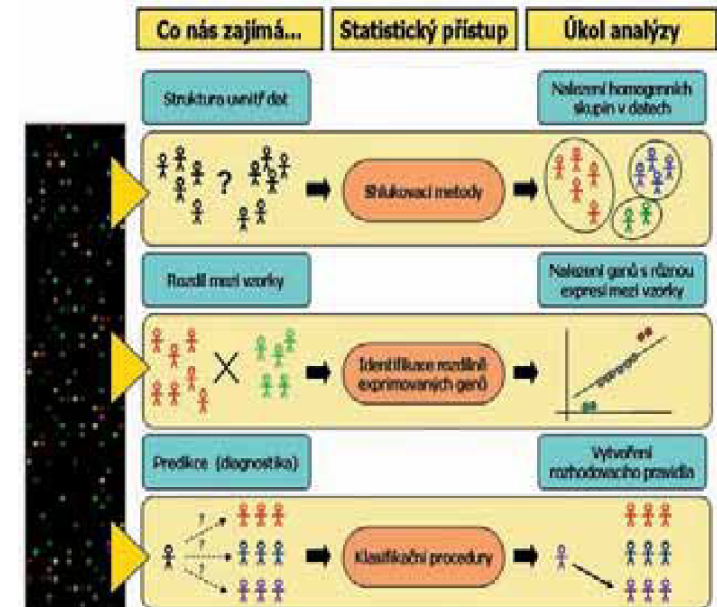 Co nás zajímá...
Statistický přístup
Úkol analýzy
Struktura uvnitř dat
Nalezení homogenních
skupin v datech
?
Shlukovací metody
Rozdíl mezi vzorky
Nalezení genů s různou
expresí mezi vzorky
Identifikace rozdílně
exprimovaných genů
Predikce (diagnostika)
Vytvoření
rozhodovacího pravidla
?
?
?
Klasifikační procedury